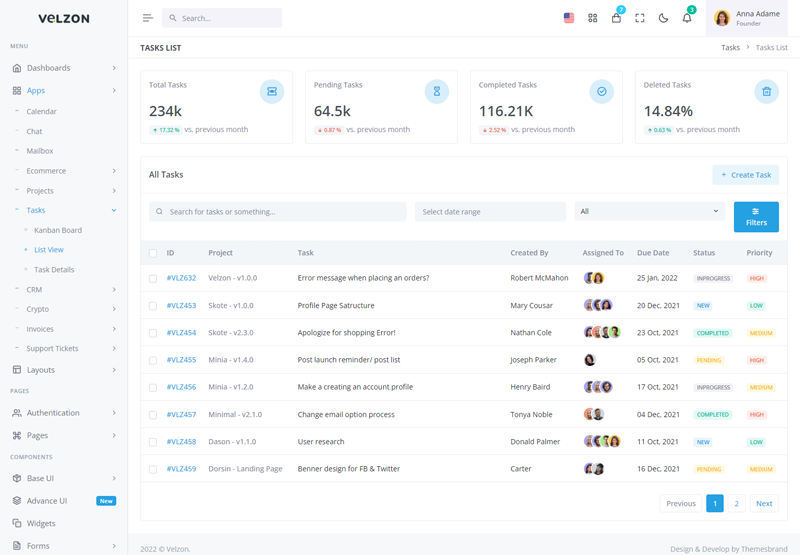 VELZON
Search...
7
3
Anna Adame
Founder
MENU
Dashboards
Apps
Calendar
Chat
Mailbox
Ecommerce
Projects
Tasks
Kanban Board
List View
Task Details
CRM
Crypto
Invoices
Support Tickets
Layouts
PAGES
Authentication
Pages
COMPONENTS
Base UI
Advance UI New
Widgets
Forms
TASKS LIST
Tasks > Tasks List
Total Tasks
234k
17.32 % vs. previous month
Pending Tasks
64.5k
0.87 % vs. previous month
Completed Tasks
116.21K
2.52 % vs. previous month
Deleted Tasks
14.84%
0.63 % vs. previous month
All Tasks
+ Create Task
Search for tasks or something...
Select date range
All
Filters
ID Project Task Created By Assigned To Due Date Status Priority
#VLZ632 Velzon - v1.0.0 Error message when placing an orders? Robert McMahon 25 Jan, 2022 INPROGRESS HIGH
#VLZ453 Skote - v1.0.0 Profile Page Satructure Mary Cousar 20 Dec, 2021 NEW LOW
#VLZ454 Skote - v2.3.0 Apologize for shopping Error! Nathan Cole 23 Oct, 2021 COMPLETED MEDIUM
#VLZ455 Minia - v1.4.0 Post launch reminder/ post list Joseph Parker 05 Oct, 2021 PENDING HIGH
#VLZ456 Minia - v1.2.0 Make a creating an account profile Henry Baird 17 Oct, 2021 INPROGRESS MEDIUM
#VLZ457 Minimal - v2.1.0 Change email option process Tonya Noble 04 Dec, 2021 COMPLETED HIGH
#VLZ458 Dason - v1.1.0 User research Donald Palmer 11 Oct, 2021 NEW LOW
#VLZ459 Dorsin - Landing Page Benner design for FB & Twitter Carter 16 Dec, 2021 PENDING MEDIUM
Previous 1 2 Next
2022 © Velzon.
Design & Develop by Themesbrand